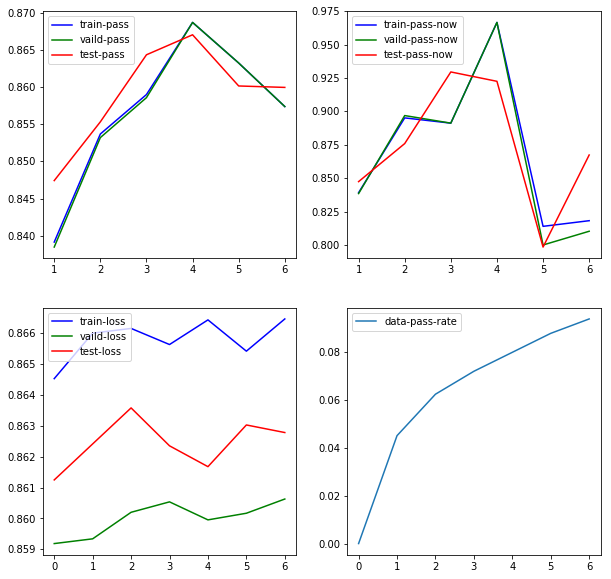 train-pass
vaild-pass
test-pass
0.870
0.865
0.860
0.855
0.850
0.845
0.840
1 2 3 4 5 6
train-pass-now
vaild-pass-now
test-pass-now
0.975
0.950
0.925
0.900
0.875
0.850
0.825
0.800
1 2 3 4 5 6
train-loss
vaild-loss
test-loss
0.866
0.865
0.864
0.863
0.862
0.861
0.860
0.859
0 1 2 3 4 5 6
data-pass-rate
0.08
0.06
0.04
0.02
0.00
0 1 2 3 4 5 6